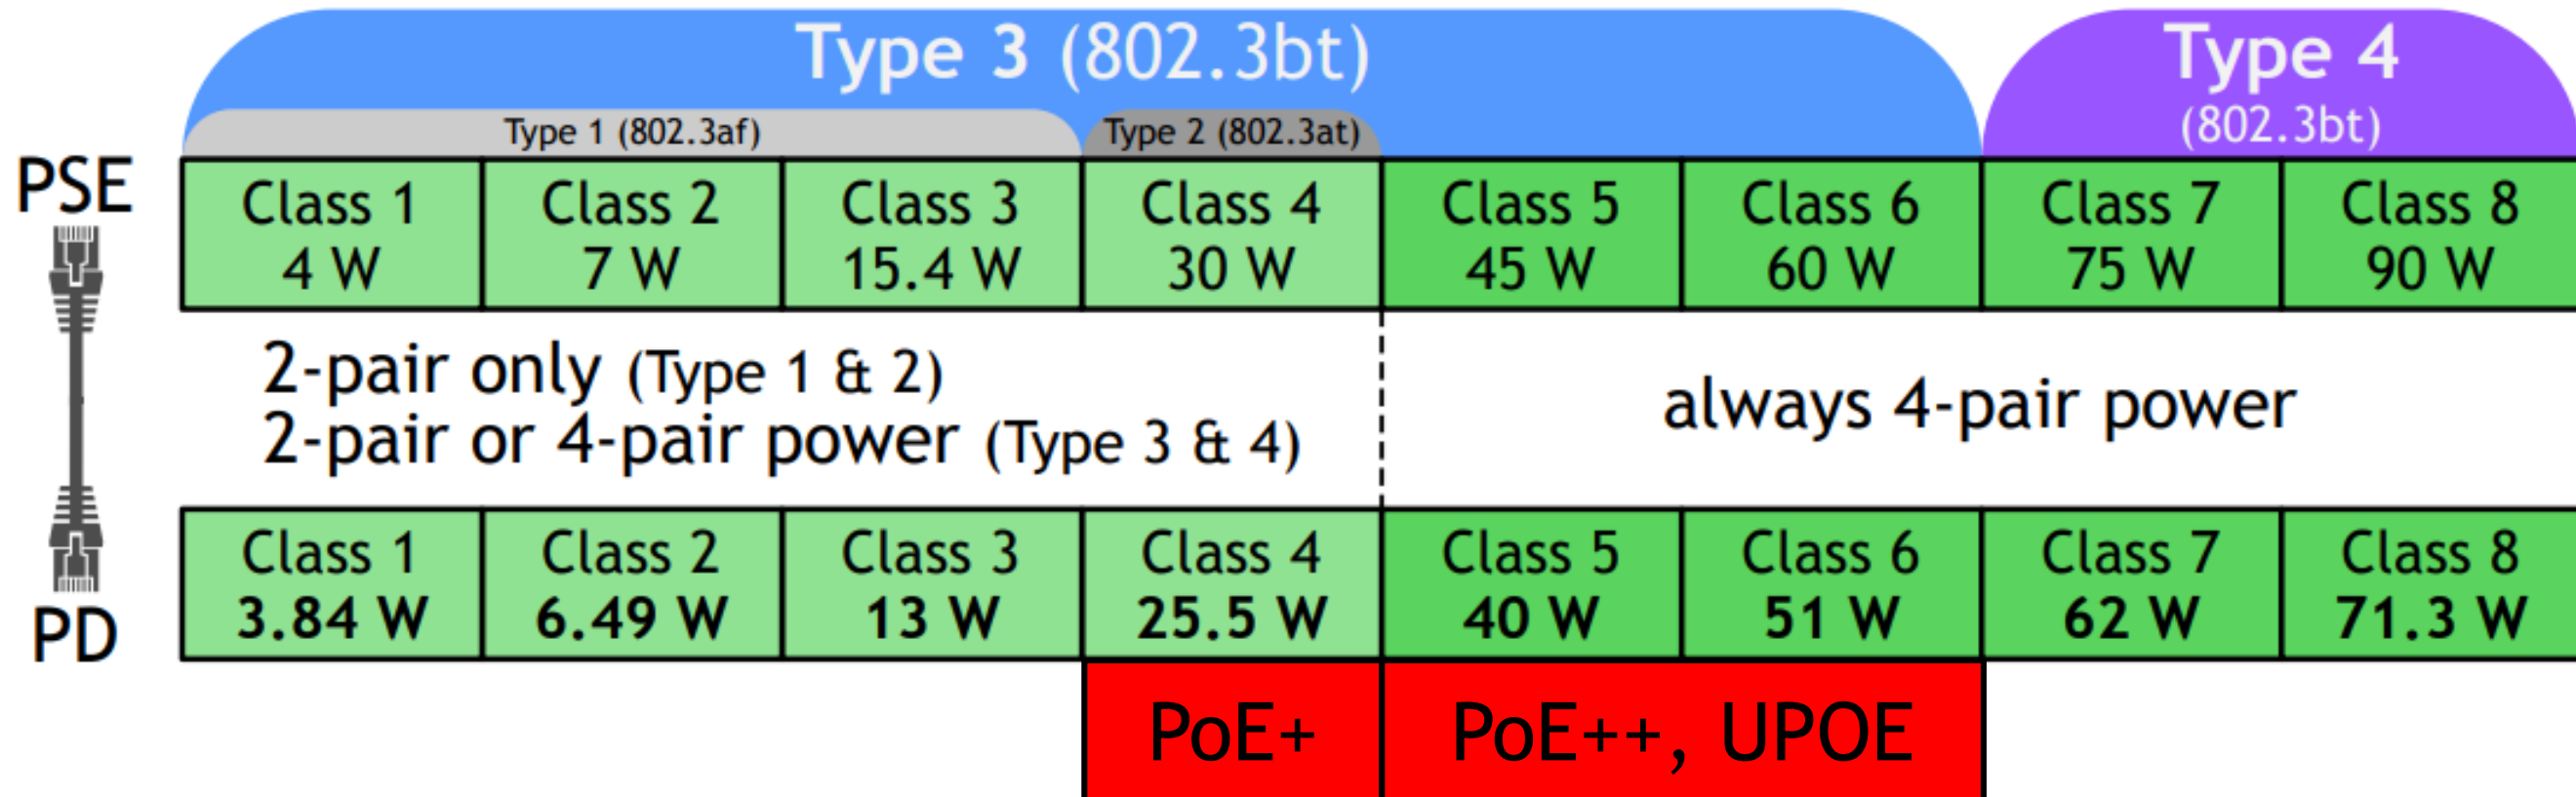 Type 3 (802.3bt)
Type 4
(802.3bt)
Type 1 (802.3af)
Type 2 (802.3at)
PSE
Class 1
4 W
Class 2
7 W
Class 3
15.4 W
Class 4
30 W
Class 5
45 W
Class 6
60 W
Class 7
75 W
Class 8
90 W
2-pair only (Type 1 & 2)
2-pair or 4-pair power (Type 3 & 4)
always 4-pair power
PD
Class 1
3.84 W
Class 2
6.49 W
Class 3
13 W
Class 4
25.5 W
Class 5
40 W
Class 6
51 W
Class 7
62 W
Class 8
71.3 W
PoE+
PoE++, UPOE